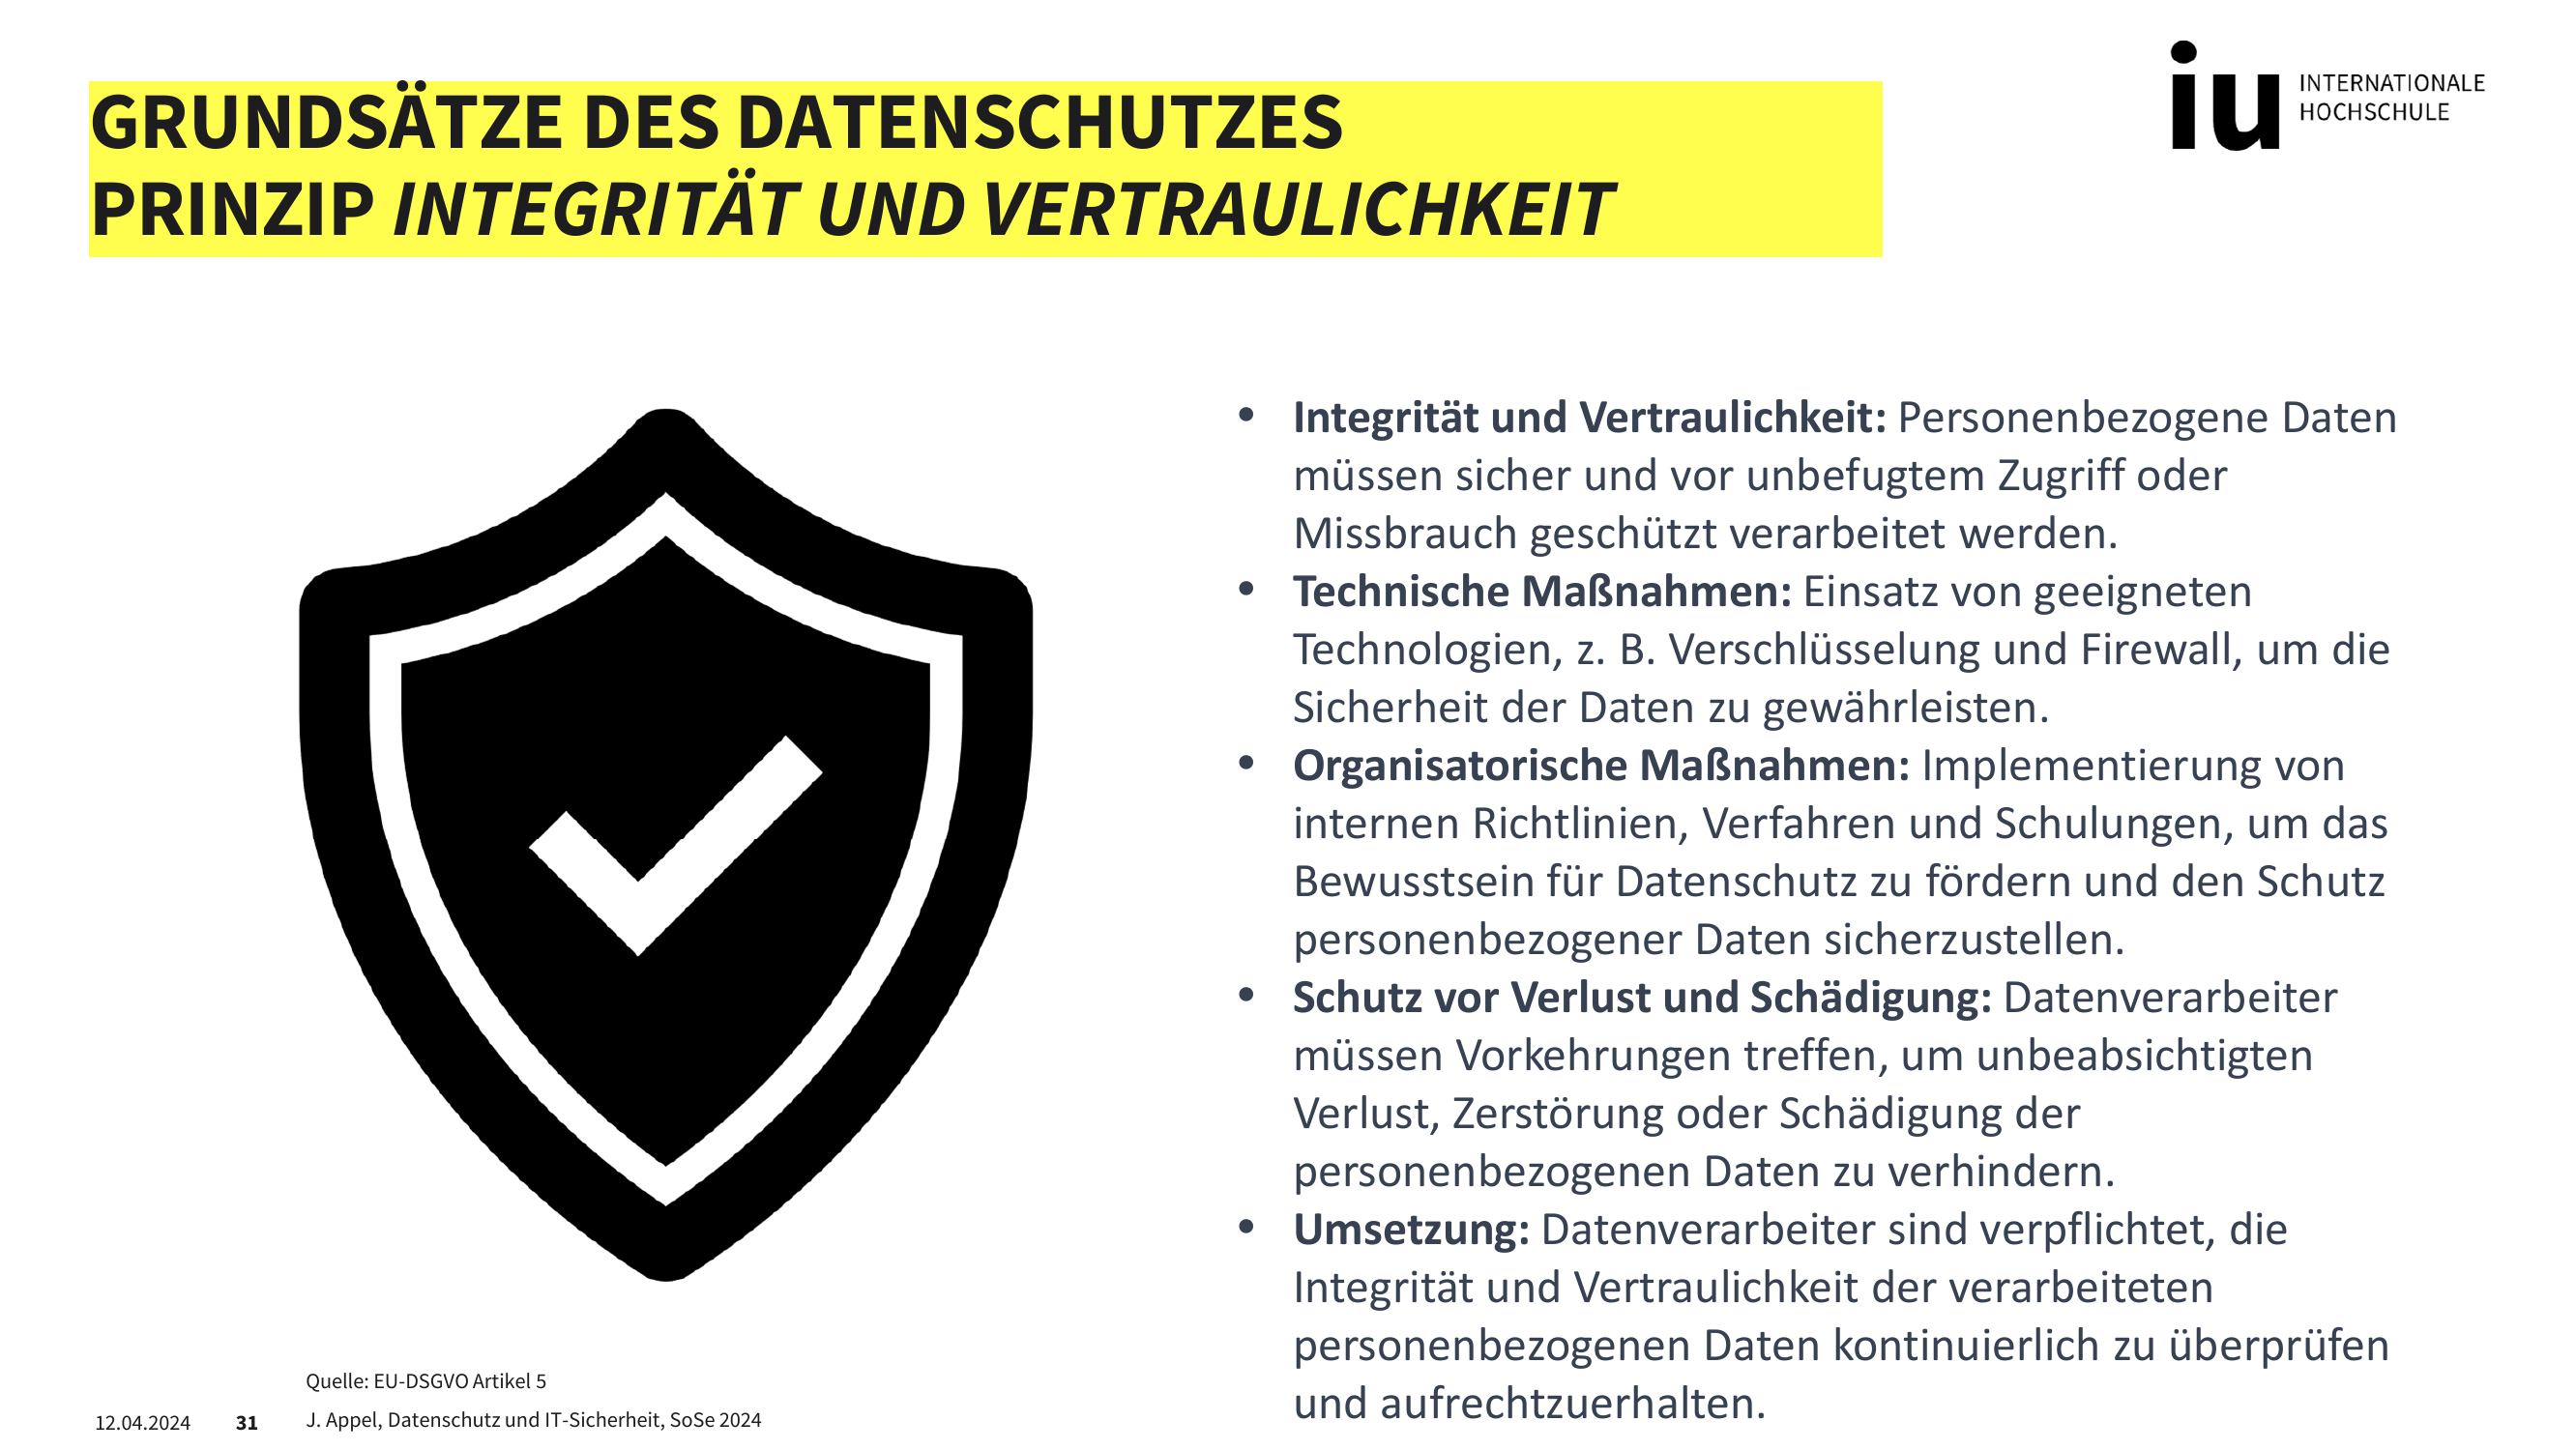 GRUNDSÄTZE DES DATENSCHUTZES
PRINZIP INTEGRITÄT UND VERTRAULICHKEIT
iu INTERNATIONALE
HOCHSCHULE
• Integrität und Vertraulichkeit: Personenbezogene Daten
müssen sicher und vor unbefugtem Zugriff oder
Missbrauch geschützt verarbeitet werden.
• Technische Maßnahmen: Einsatz von geeigneten
Technologien, z. B. Verschlüsselung und Firewall, um die
Sicherheit der Daten zu gewährleisten.
• Organisatorische Maßnahmen: Implementierung von
internen Richtlinien, Verfahren und Schulungen, um das
Bewusstsein für Datenschutz zu fördern und den Schutz
personenbezogener Daten sicherzustellen.
• Schutz vor Verlust und Schädigung: Datenverarbeiter
müssen Vorkehrungen treffen, um unbeabsichtigten
Verlust, Zerstörung oder Schädigung der
personenbezogenen Daten zu verhindern.
• Umsetzung: Datenverarbeiter sind verpflichtet, die
Integrität und Vertraulichkeit der verarbeiteten
personenbezogenen Daten kontinuierlich zu überprüfen
und aufrechtzuerhalten.
Quelle: EU-DSGVO Artikel 5
12.04.2024 31 J. Appel, Datenschutz und IT-Sicherheit, SoSe 2024